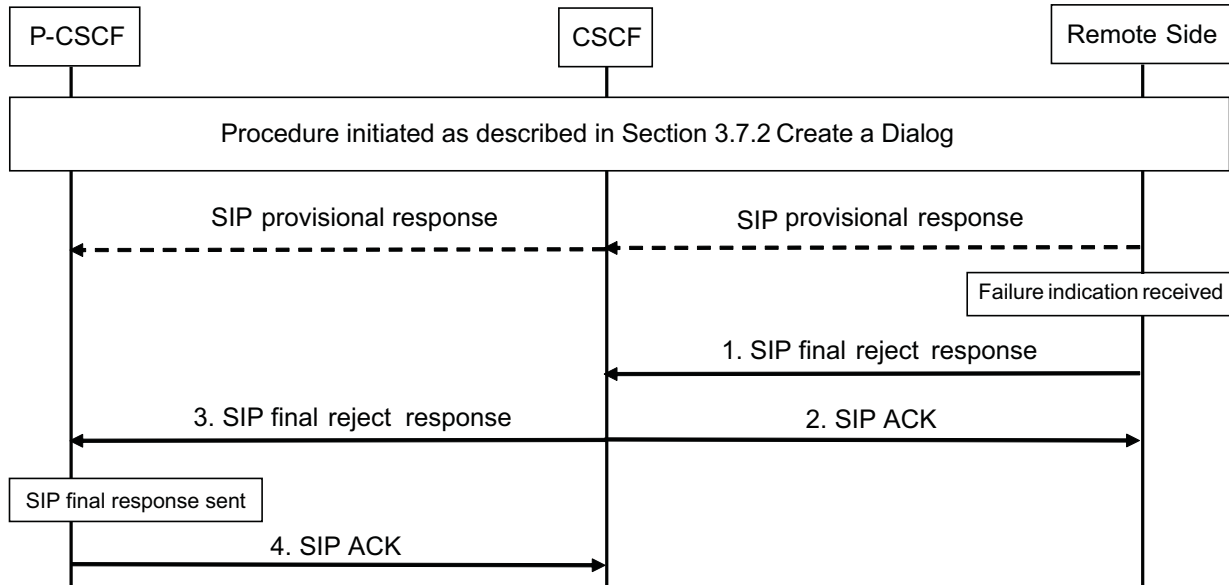 P-CSCF
CSCF
Remote Side
Procedure initiated as described in Section 3.7.2 Create a Dialog
SIP provisional response
SIP provisional response
Failure indication received
1. SIP final reject response
3. SIP final reject response
2. SIP ACK
SIP final response sent
4. SIP ACK